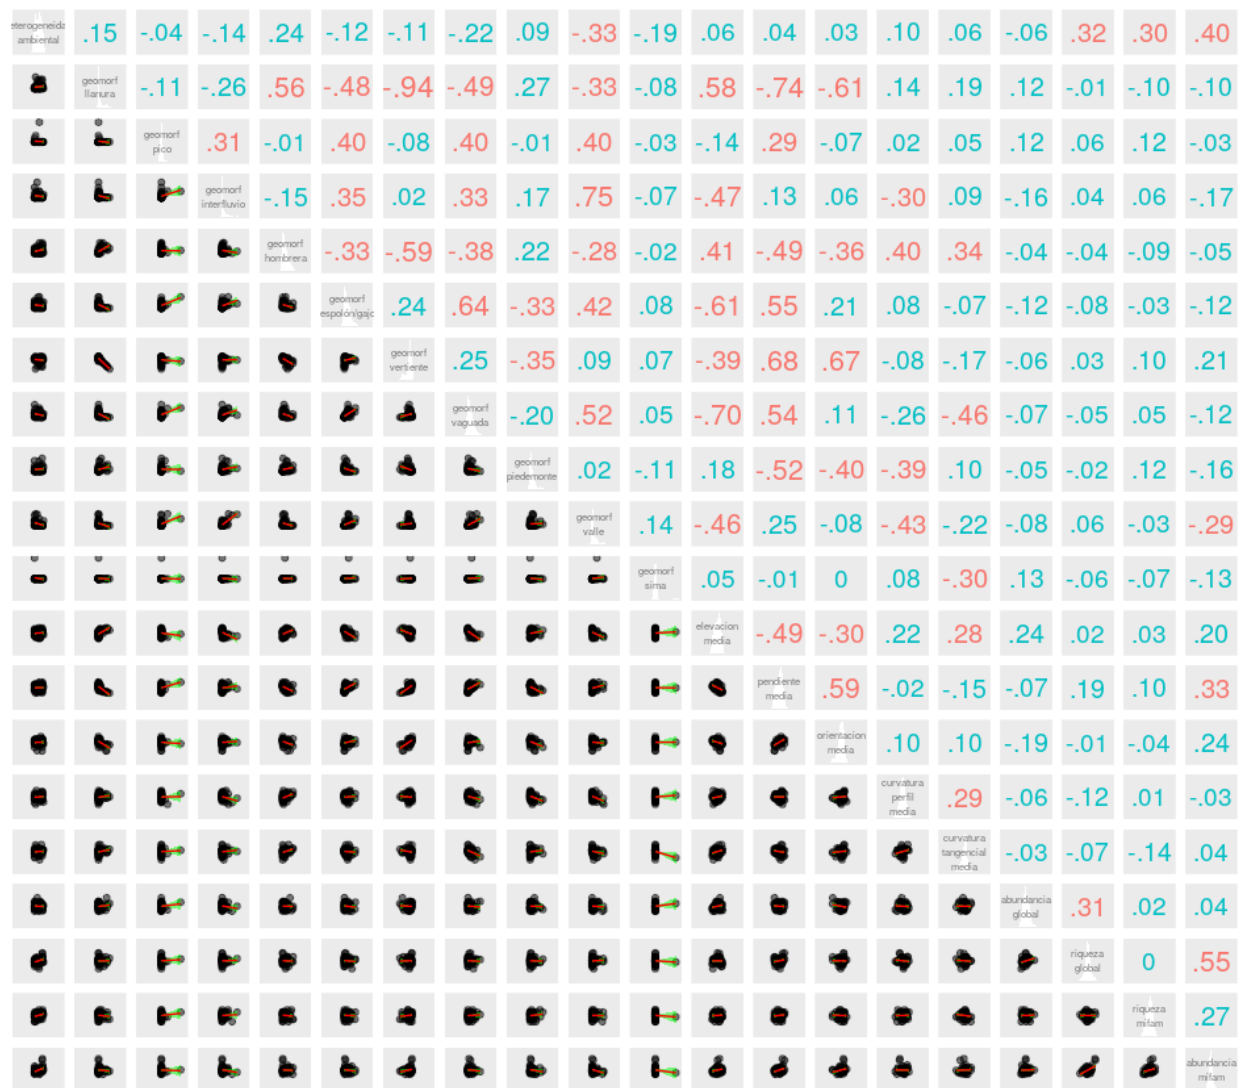 ambiental .15 -.04 -.14 .24 -.12 -.11 -.22 .09 -.33 -.19 .06 .04 .03 .10 .06 -.06 .32 .30 .40
geomorf
llanura -.11 -.26 .56 -.48 -.94 -.49 .27 -.33 -.08 .58 -.74 -.61 .14 .19 .12 -.01 -.10 -.10
geomorf
pico .31 -.01 .40 -.08 .40 -.01 .40 -.03 -.14 .29 -.07 .02 .05 .12 .06 .12 -.03
geomorf
interfluvio -.15 .35 .02 .33 .17 .75 -.07 -.47 .13 .06 -.30 .09 -.16 .04 .06 -.17
geomorf
hombrera -.33 -.59 -.38 .22 -.28 -.02 .41 -.49 -.36 .40 .34 -.04 -.04 -.09 -.05
geomorf
espolón/gajo .24 .64 -.33 .42 .08 -.61 .55 .21 .08 -.07 -.12 -.08 -.03 -.12
geomorf
vertiente .25 -.35 .09 .07 -.39 .68 .67 -.08 -.17 -.06 .03 .10 .21
geomorf
vaguada -.20 .52 .05 -.70 .54 .11 -.26 -.46 -.07 -.05 .05 -.12
geomorf
piedemonte .02 -.11 .18 -.52 -.40 -.39 .10 -.05 -.02 .12 -.16
geomorf
valle .14 -.46 .25 -.08 -.43 -.22 -.08 .06 -.03 -.29
geomorf
sima .05 -.01 0 .08 -.30 .13 -.06 -.07 -.13
elevacion
media -.49 -.30 .22 .28 .24 .02 .03 .20
pendiente
media .59 -.02 -.15 -.07 .19 .10 .33
orientacion
media .10 .10 -.19 -.01 -.04 .24
curvatura
perfil
media .29 -.06 -.12 .01 -.03
curvatura
tangencial
media -.03 -.07 -.14 .04
abundancia
global .31 .02 .04
riqueza
global 0 .55
riqueza
mifam .27
abundancia
mifam